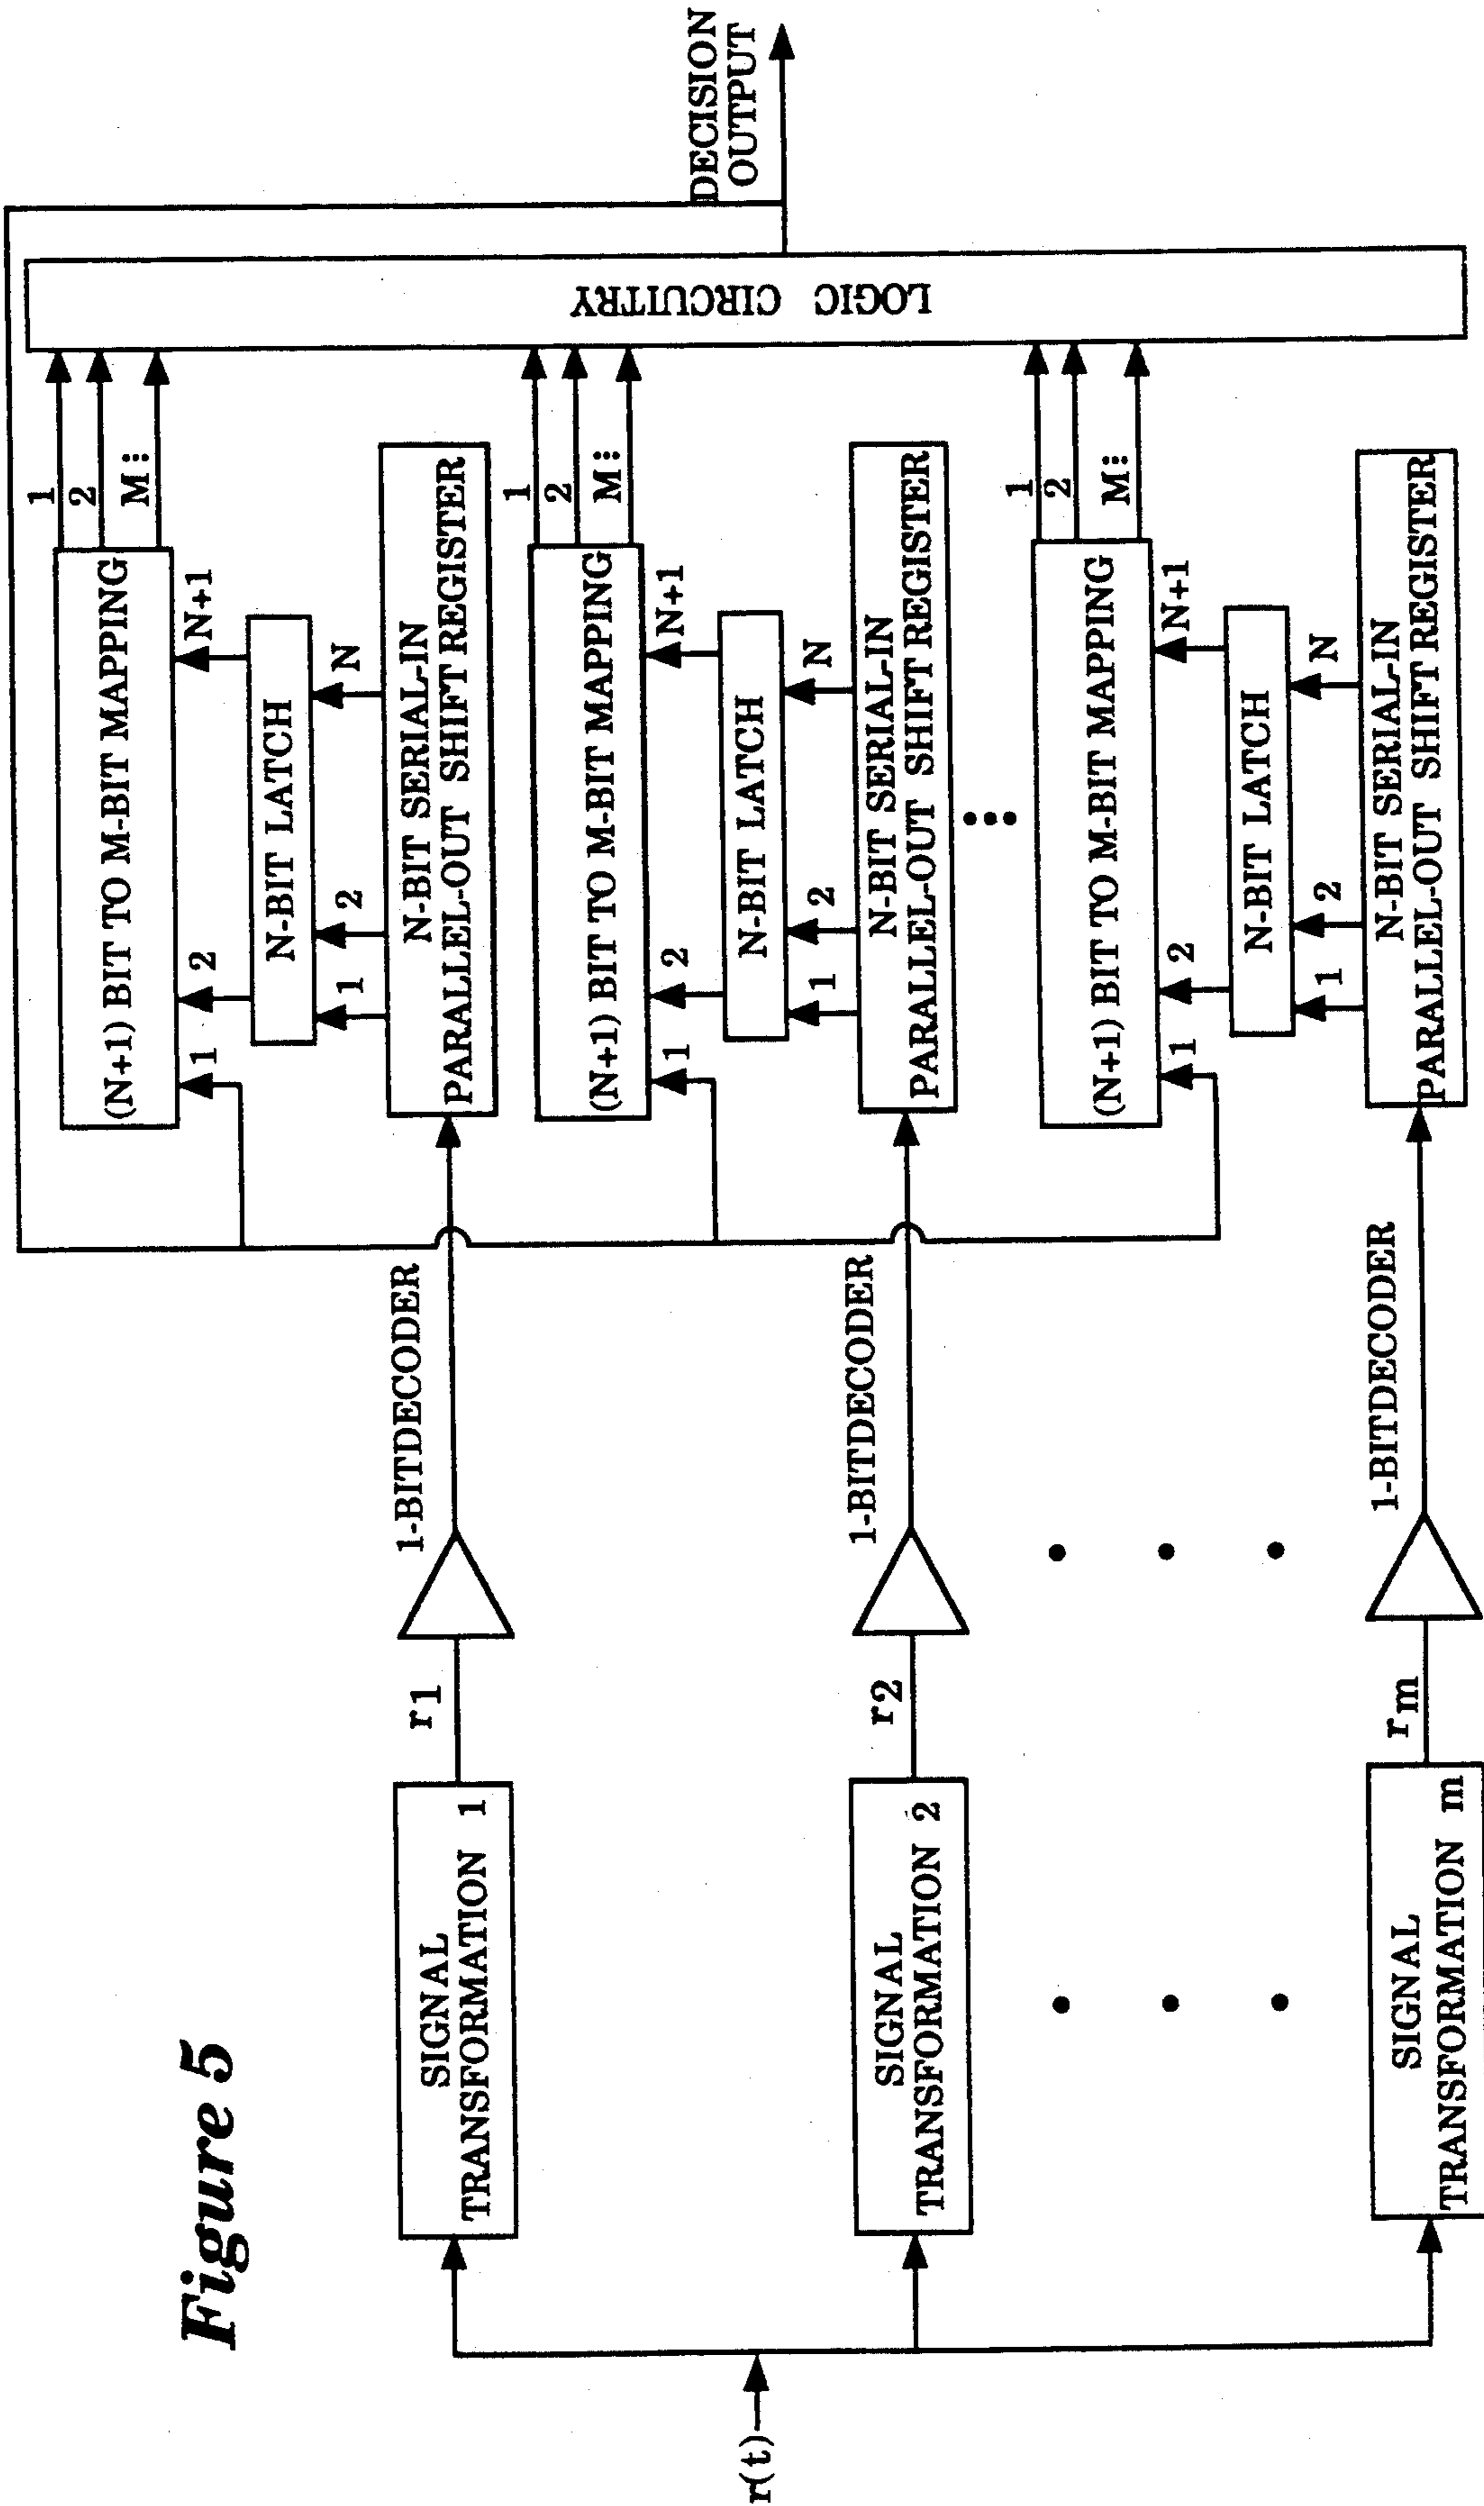 Figure 5
r(t)
SIGNAL
TRANSFORMATION 1
r1
1-BITDECODER
(N+1) BIT TO M-BIT MAPPING
1
2
M⋮
1
2
N+1
N-BIT LATCH
1
2
N
N-BIT SERIAL-IN
PARALLEL-OUT SHIFT REGISTER
SIGNAL
TRANSFORMATION 2
r2
1-BITDECODER
(N+1) BIT TO M-BIT MAPPING
1
2
M⋮
1
2
N+1
N-BIT LATCH
1
2
N
N-BIT SERIAL-IN
PARALLEL-OUT SHIFT REGISTER
SIGNAL
TRANSFORMATION m
rm
1-BITDECODER
(N+1) BIT TO M-BIT MAPPING
1
2
M⋮
1
2
N+1
N-BIT LATCH
1
2
N
N-BIT SERIAL-IN
PARALLEL-OUT SHIFT REGISTER
LOGIC CIRCUITRY
DECISION
OUTPUT